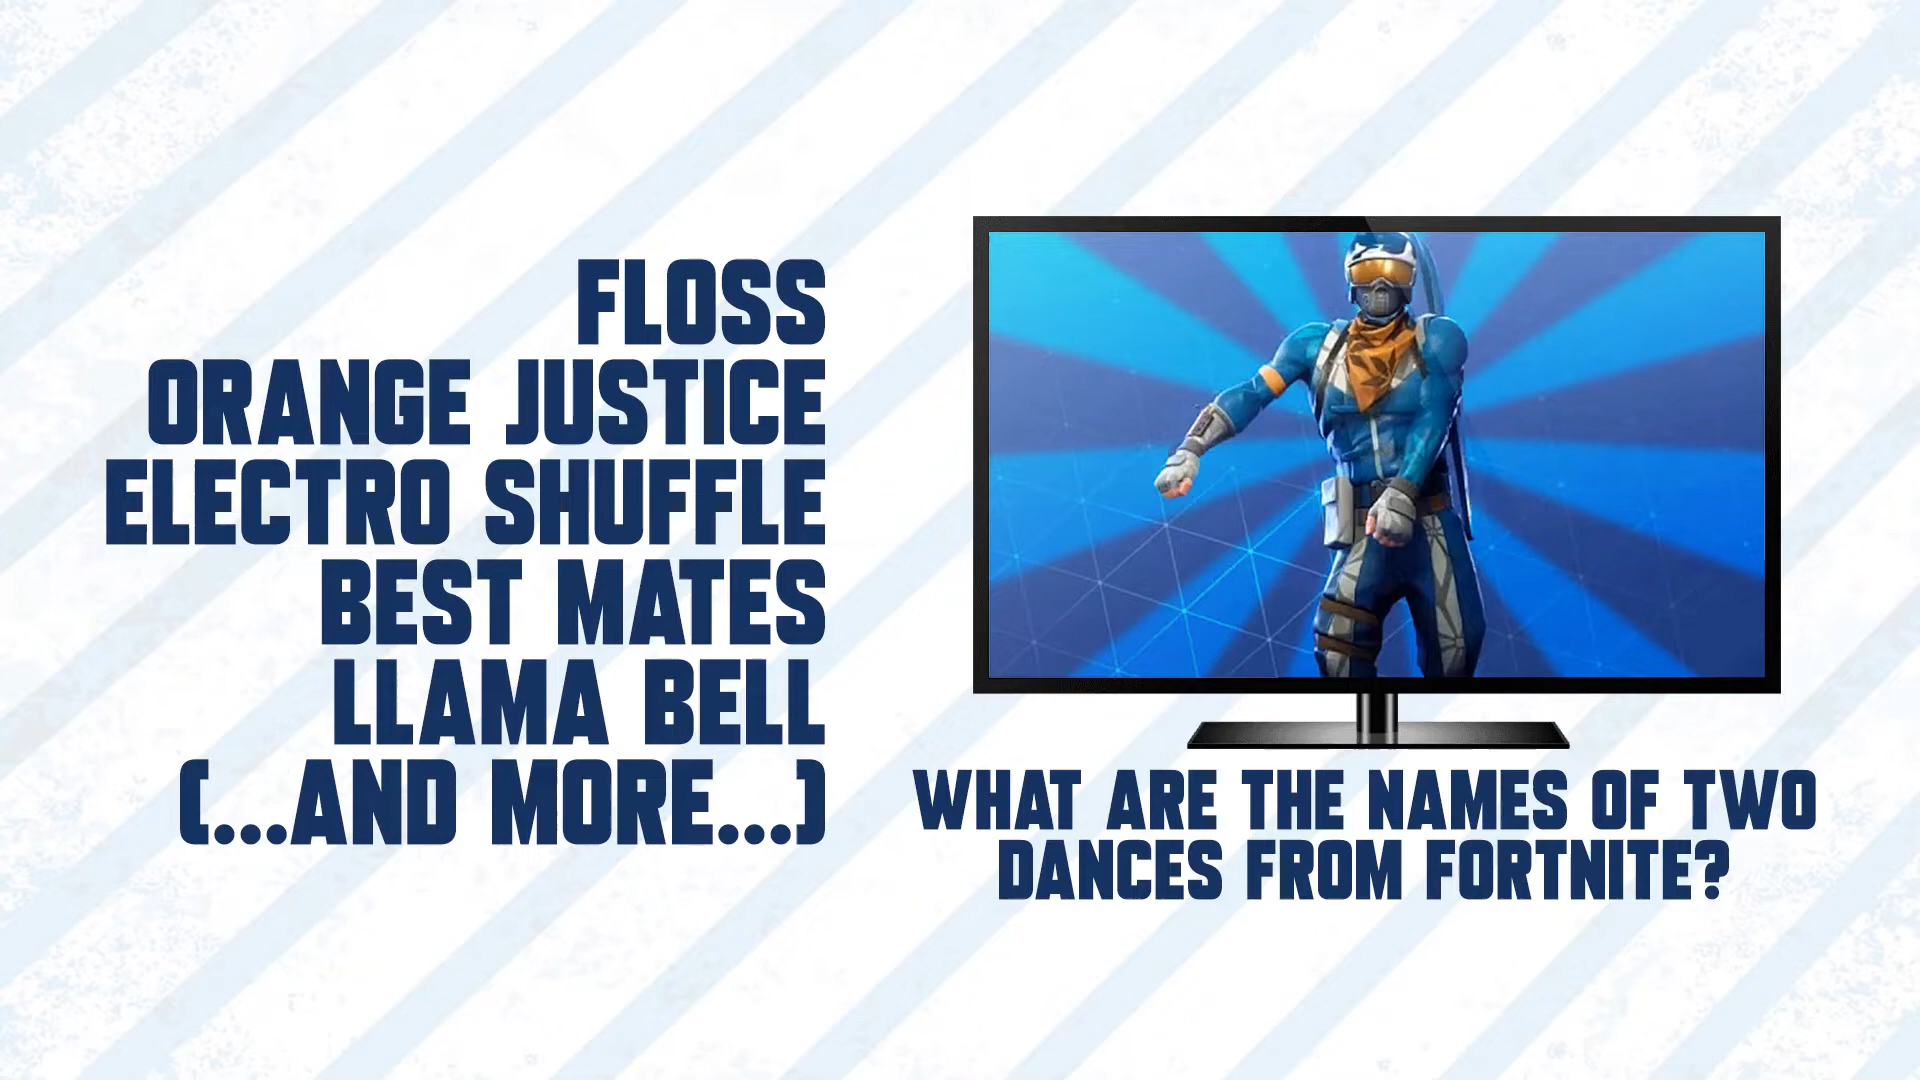 FLOSS
ORANGE JUSTICE
ELECTRO SHUFFLE
BEST MATES
LLAMA BELL
(...AND MORE...)
WHAT ARE THE NAMES OF TWO
DANCES FROM FORTNITE?